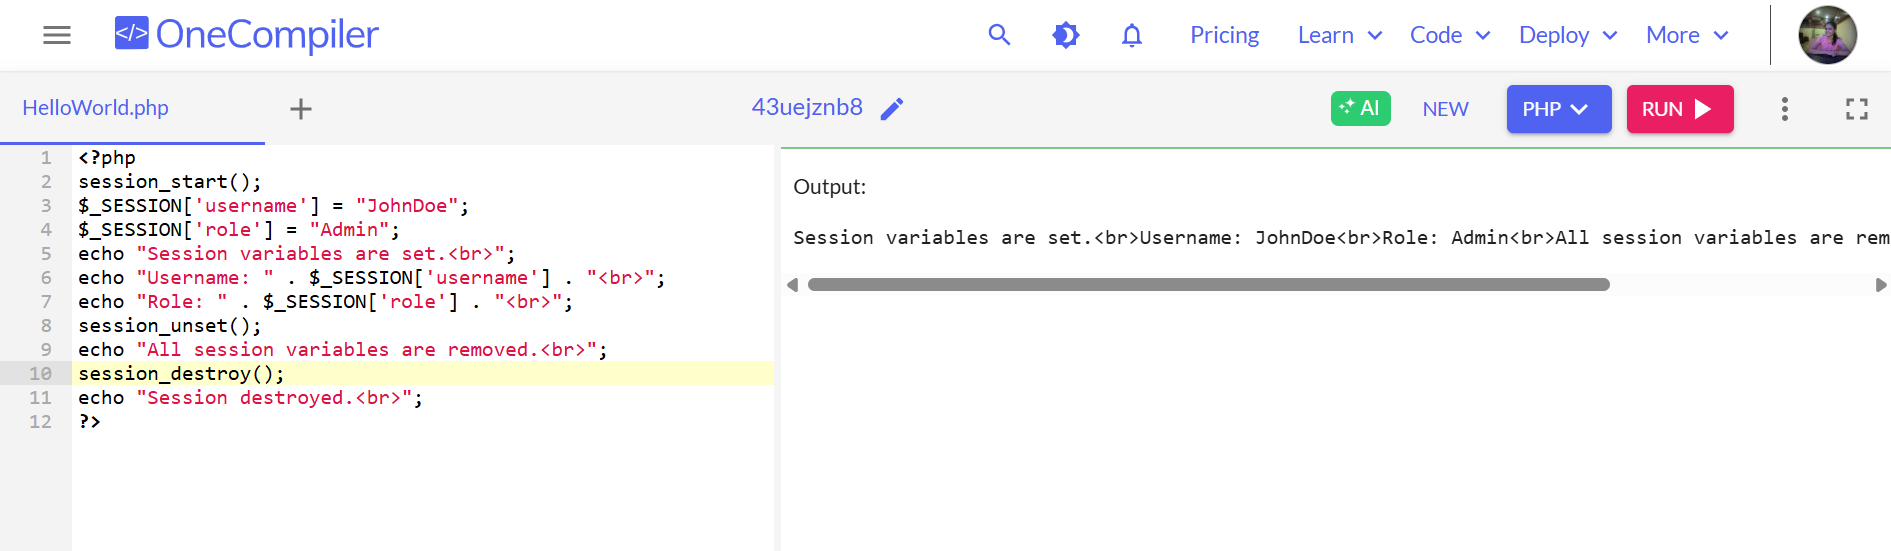 </> OneCompiler
Pricing Learn Code Deploy More
HelloWorld.php
43uejznb8
AI NEW PHP RUN
1 <?php
2 session_start();
3 $_SESSION['username'] = "JohnDoe";
4 $_SESSION['role'] = "Admin";
5 echo "Session variables are set.<br>";
6 echo "Username: " . $_SESSION['username'] . "<br>";
7 echo "Role: " . $_SESSION['role'] . "<br>";
8 session_unset();
9 echo "All session variables are removed.<br>";
10 session_destroy();
11 echo "Session destroyed.<br>";
12 ?>
Output:
Session variables are set.<br>Username: JohnDoe<br>Role: Admin<br>All session variables are rem